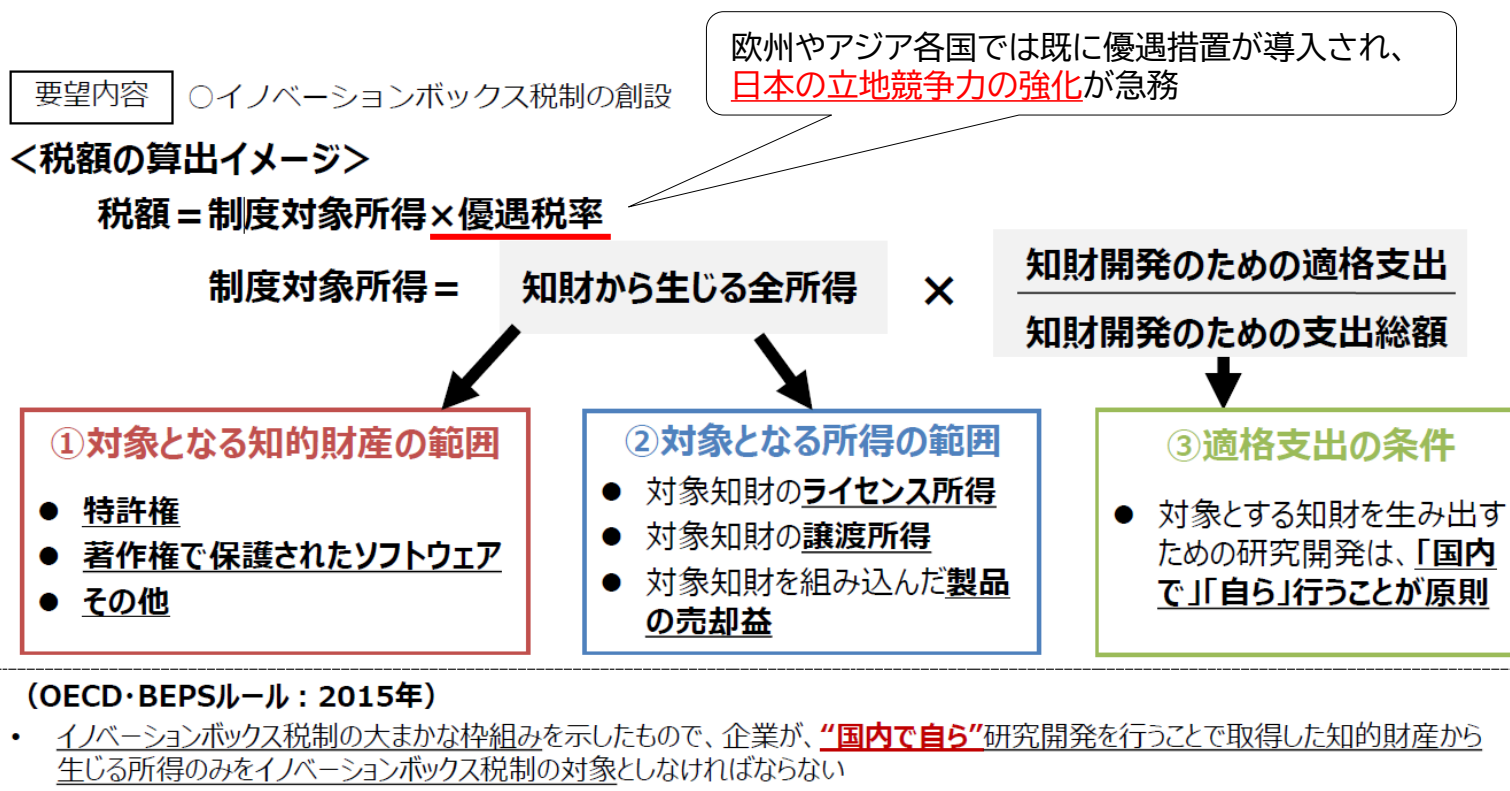 欧州やアジア各国では既に優遇措置が導入され、
日本の立地競争力の強化が急務
要望内容
○イノベーションボックス税制の創設
＜税額の算出イメージ＞
税額＝制度対象所得×優遇税率
制度対象所得＝
知財から生じる全所得
×
知財開発のための適格支出
知財開発のための支出総額
①対象となる知的財産の範囲
● 特許権
● 著作権で保護されたソフトウェア
● その他
②対象となる所得の範囲
● 対象知財のライセンス所得
● 対象知財の譲渡所得
● 対象知財を組み込んだ製品
の売却益
③適格支出の条件
● 対象とする知財を生み出す
ための研究開発は、「国内
で」「自ら」行うことが原則
（OECD・BEPSルール：2015年）
• イノベーションボックス税制の大まかな枠組みを示したもので、企業が、“国内で自ら”研究開発を行うことで取得した知的財産から
生じる所得のみをイノベーションボックス税制の対象としなければならない